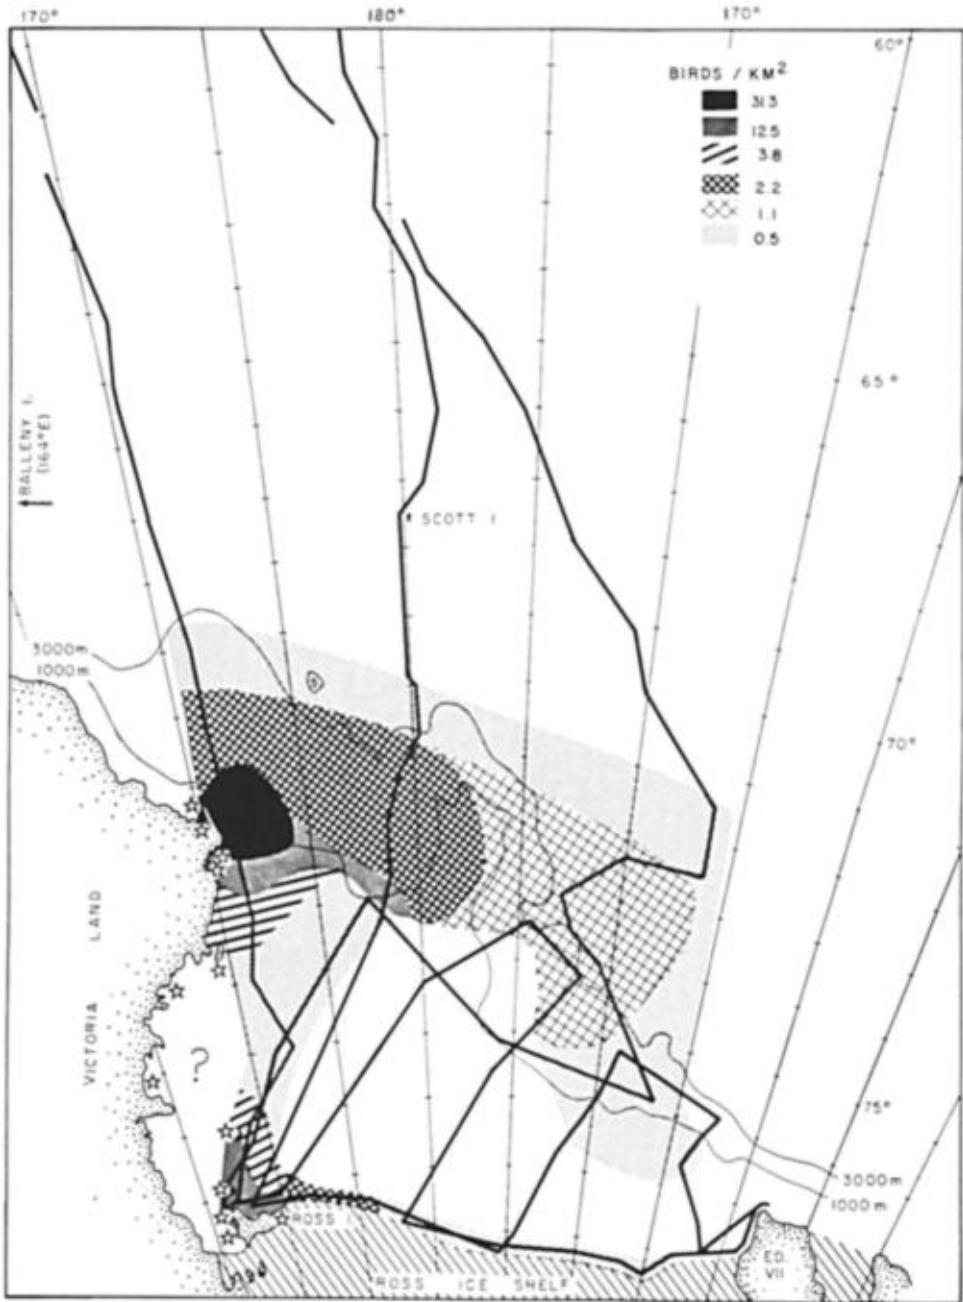 170°
180°
170°
60°
BIRDS / KM²
31.3
12.5
3.8
2.2
1.1
0.5
65°
BALLENY I.
(164°E)
SCOTT I
3000m
1000m
70°
VICTORIA LAND
?
75°
3000m
1000m
ROSS I
ED.
VII
ROSS ICE SHELF